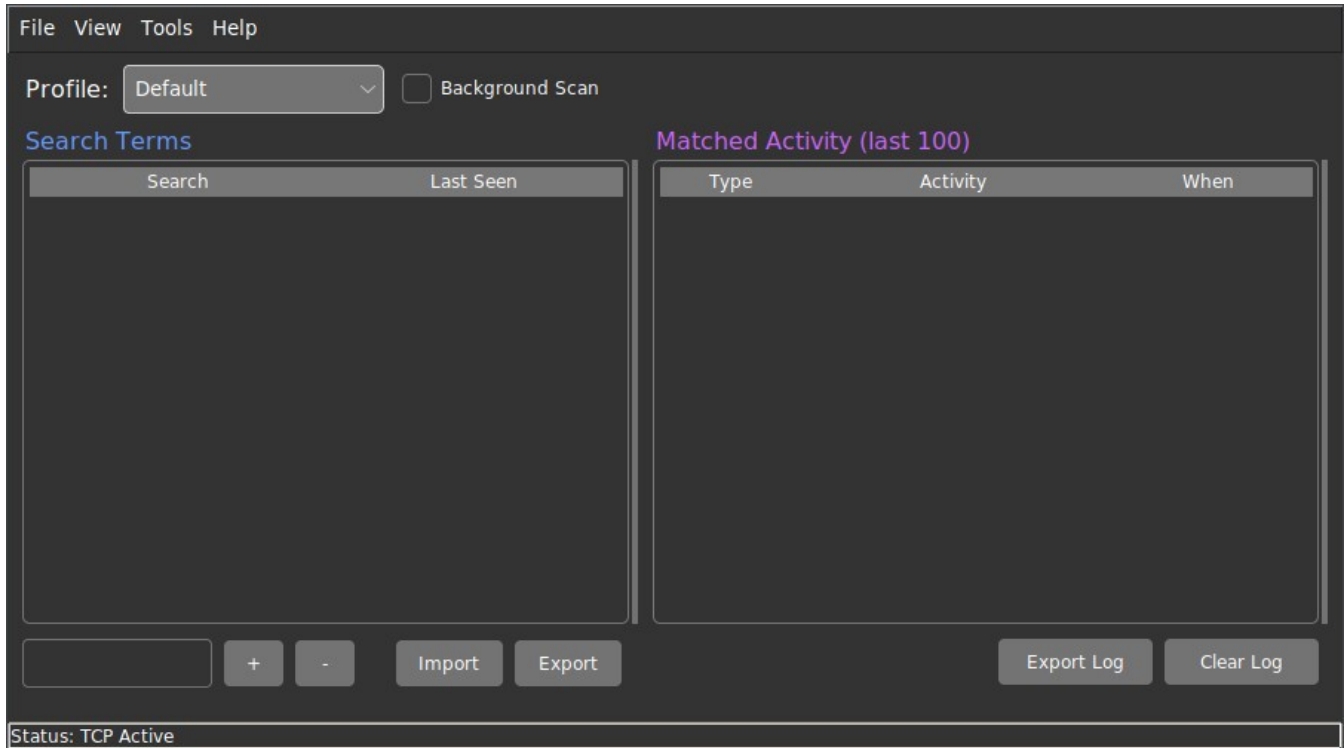 File View Tools Help
Profile: Default Background Scan
Search Terms
Search Last Seen
Matched Activity (last 100)
Type Activity When
+ - Import Export
Export Log Clear Log
Status: TCP Active